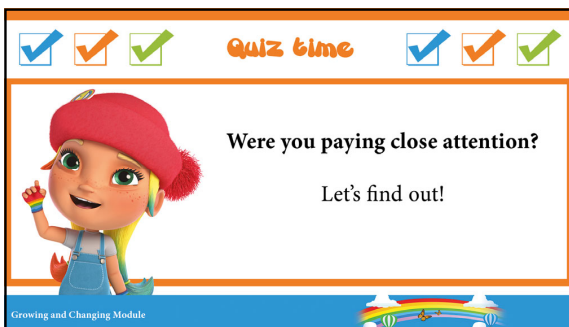 Quiz time
Were you paying close attention?
Let's find out!
Growing and Changing Module